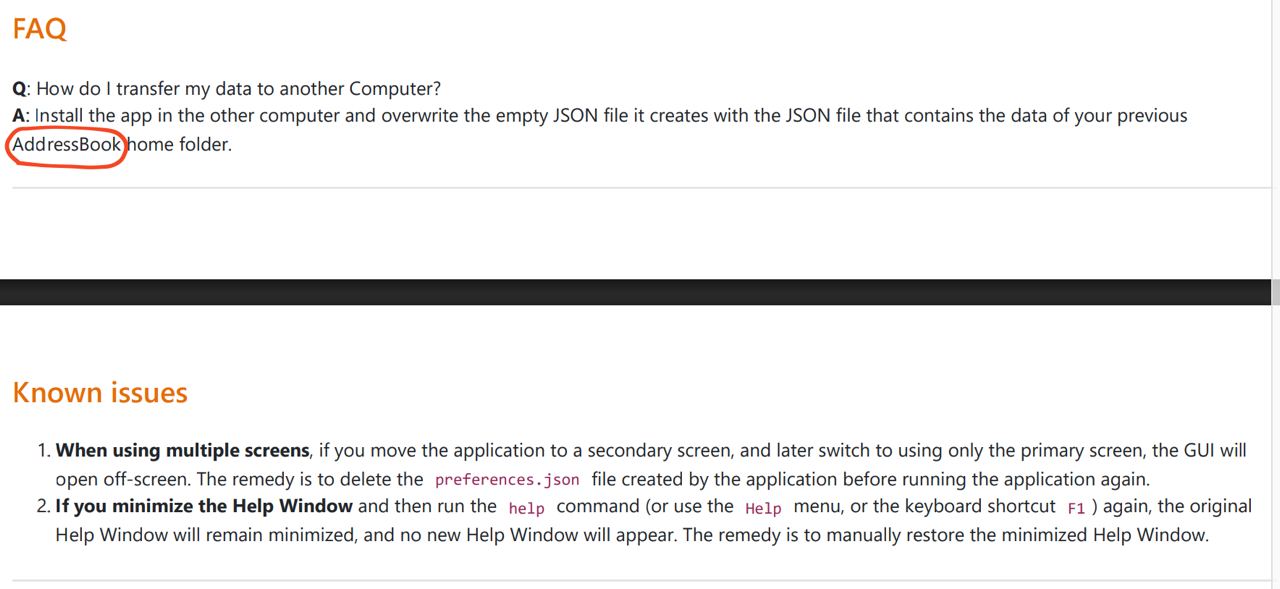 FAQ
Q: How do I transfer my data to another Computer?
A: Install the app in the other computer and overwrite the empty JSON file it creates with the JSON file that contains the data of your previous
AddressBook home folder.
Known issues
1. When using multiple screens, if you move the application to a secondary screen, and later switch to using only the primary screen, the GUI will
open off-screen. The remedy is to delete the preferences.json file created by the application before running the application again.
2. If you minimize the Help Window and then run the help command (or use the Help menu, or the keyboard shortcut F1 ) again, the original
Help Window will remain minimized, and no new Help Window will appear. The remedy is to manually restore the minimized Help Window.